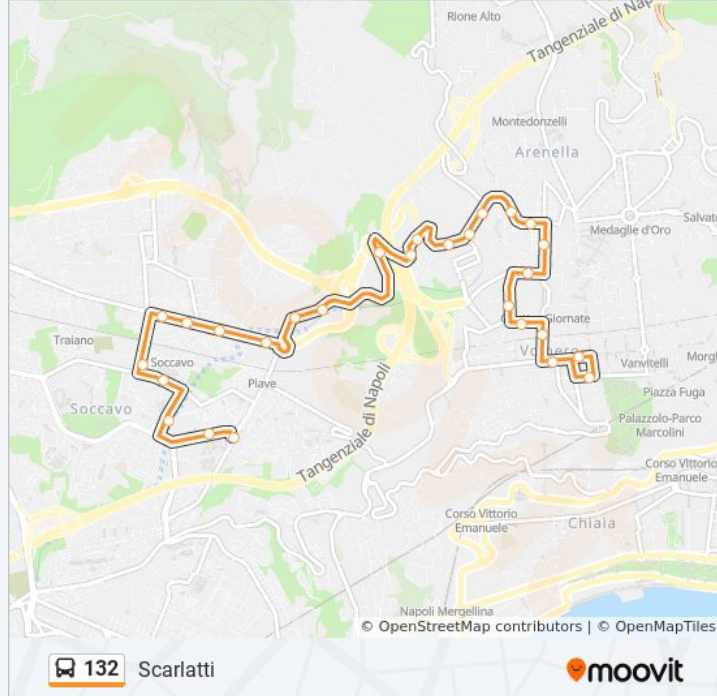 Rione Alto
Tangenziale di Nap
Montedonzelli
Arenella
Salvato
Medaglie d'Oro
Giornate
Traiano
Soccavo
Vomero
Vanvitelli
Morgh
Piave
Piazza Fuga
Soccavo
Palazzolo-Parco
Marcolini
Tangenziale di Napoli
Corso Vittorio
Emanuele
Corso Vittorio
Emanuele
Chiaia
Napoli Mergellina
© OpenStreetMap contributors | © OpenMapTiles
132 Scarlatti
moovit